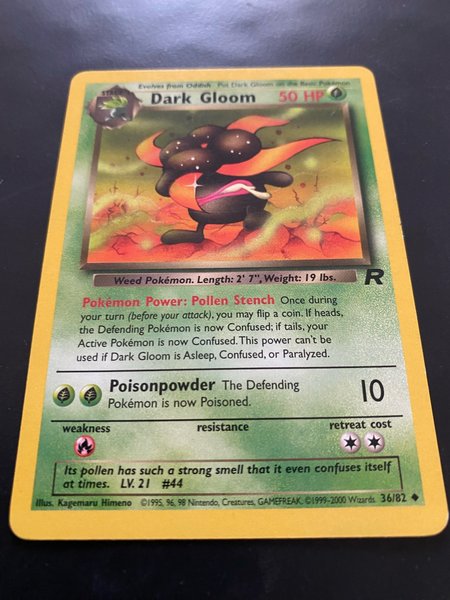 Evolves from Oddish Put Dark Gloom on the Basic Pokémon
STAGE 1
Dark Gloom 50 HP
Weed Pokémon. Length: 2' 7", Weight: 19 lbs.
R
Pokémon Power: Pollen Stench Once during
your turn (before your attack), you may flip a coin. If heads,
the Defending Pokémon is now Confused; if tails, your
Active Pokémon is now Confused. This power can't be
used if Dark Gloom is Asleep, Confused, or Paralyzed.
Poisonpowder The Defending 10
Pokémon is now Poisoned.
weakness resistance retreat cost
Its pollen has such a strong smell that it even confuses itself
at times. LV. 21 #44
Illus. Kagemaru Himeno ©1995, 96, 98 Nintendo, Creatures, GAMEFREAK. ©1999-2000 Wizards. 36/82